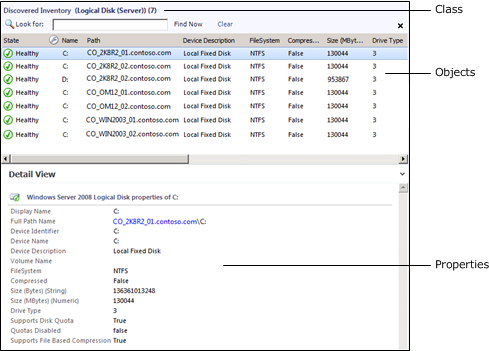 Discovered Inventory (Logical Disk (Server)) (7)
Class
Look for: Find Now Clear
State Name Path Device Description FileSystem Compres... Size (MByt... Drive Type
Healthy C: CO_2K8R2_01.contoso.com Local Fixed Disk NTFS False 130044 3
Healthy C: CO_2K8R2_02.contoso.com Local Fixed Disk NTFS False 130044 3
Objects
Healthy D: CO_2K8R2_02.contoso.com Local Fixed Disk NTFS False 953867 3
Healthy C: CO_OM12_01.contoso.com Local Fixed Disk NTFS False 130044 3
Healthy C: CO_OM12_02.contoso.com Local Fixed Disk NTFS False 130044 3
Healthy C: CO_WIN2003_01.contoso.com Local Fixed Disk NTFS False 130044 3
Healthy C: CO_WIN2003_02.contoso.com Local Fixed Disk NTFS False 130044 3
Detail View
Windows Server 2008 Logical Disk properties of C:
Display Name C:
Full Path Name CO_2K8R2_01.contoso.com\C:
Device Identifier C:
Device Name C:
Device Description Local Fixed Disk
Volume Name
Properties
FileSystem NTFS
Compressed False
Size (Bytes) (String) 136361013248
Size (MBytes) (Numeric) 130044
Drive Type 3
Supports Disk Quota True
Quotas Disabled false
Supports File Based Compression True